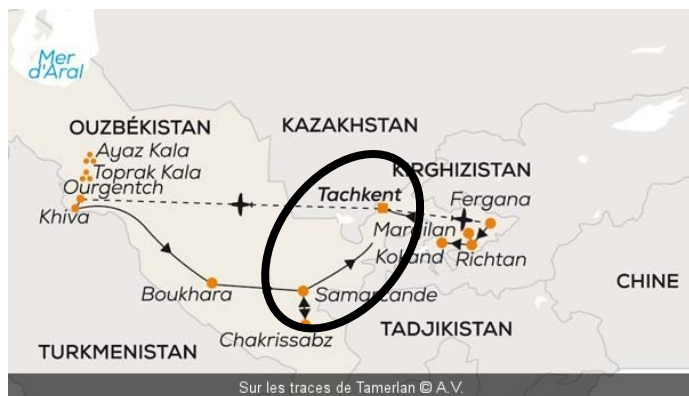 Mer
d'Aral
OUZBÉKISTAN
KAZAKHSTAN
Ayaz Kala
Toprak Kala
KIRGHIZISTAN
Ourgentch
Tachkent
Fergana
Khiva
Margilan
Kokand
Richtan
CHINE
Boukhara
Samarcande
Chakrissabz
TADJIKISTAN
TURKMENISTAN
Sur les traces de Tamerlan © A.V.